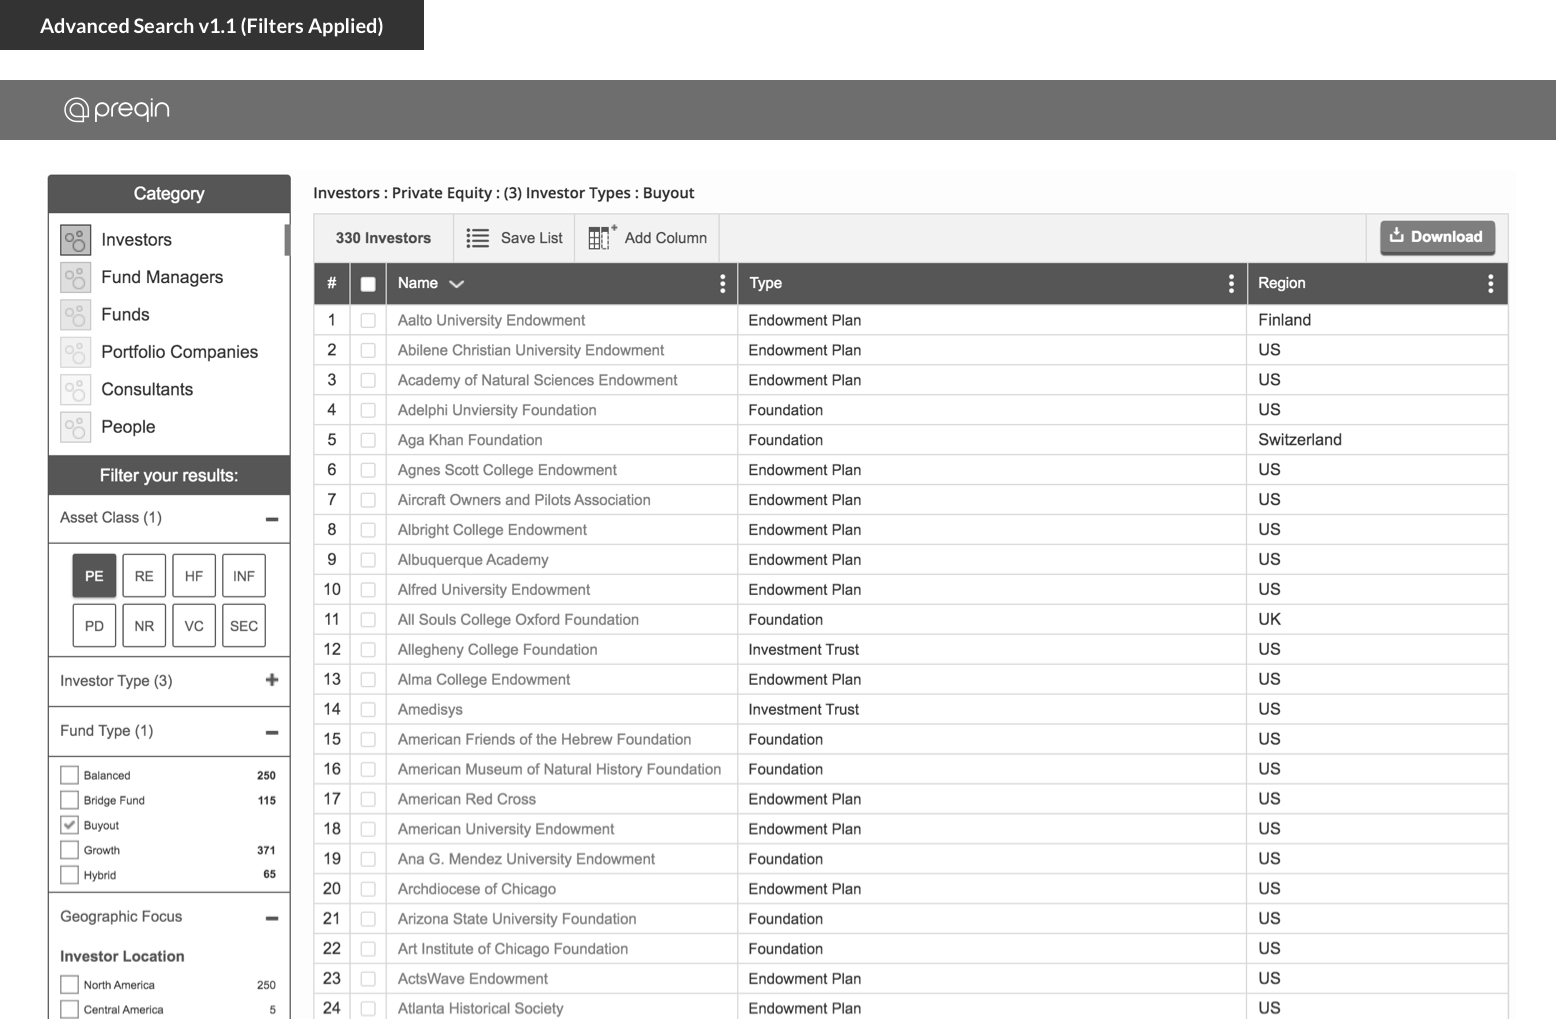 Advanced Search v1.1 (Filters Applied)
preqin
Category
Investors
Fund Managers
Funds
Portfolio Companies
Consultants
People
Filter your results:
Asset Class (1)
PE RE HF INF
PD NR VC SEC
Investor Type (3)
Fund Type (1)
Balanced 250
Bridge Fund 115
Buyout
Growth 371
Hybrid 65
Geographic Focus
Investor Location
North America 250
Central America 5
Investors : Private Equity : (3) Investor Types : Buyout
330 Investors Save List Add Column Download
# Name Type Region
1 Aalto University Endowment Endowment Plan Finland
2 Abilene Christian University Endowment Endowment Plan US
3 Academy of Natural Sciences Endowment Endowment Plan US
4 Adelphi Unviersity Foundation Foundation US
5 Aga Khan Foundation Foundation Switzerland
6 Agnes Scott College Endowment Endowment Plan US
7 Aircraft Owners and Pilots Association Endowment Plan US
8 Albright College Endowment Endowment Plan US
9 Albuquerque Academy Endowment Plan US
10 Alfred University Endowment Endowment Plan US
11 All Souls College Oxford Foundation Foundation UK
12 Allegheny College Foundation Investment Trust US
13 Alma College Endowment Endowment Plan US
14 Amedisys Investment Trust US
15 American Friends of the Hebrew Foundation Foundation US
16 American Museum of Natural History Foundation Foundation US
17 American Red Cross Endowment Plan US
18 American University Endowment Endowment Plan US
19 Ana G. Mendez University Endowment Foundation US
20 Archdiocese of Chicago Endowment Plan US
21 Arizona State University Foundation Foundation US
22 Art Institute of Chicago Foundation Foundation US
23 ActsWave Endowment Endowment Plan US
24 Atlanta Historical Society Endowment Plan US